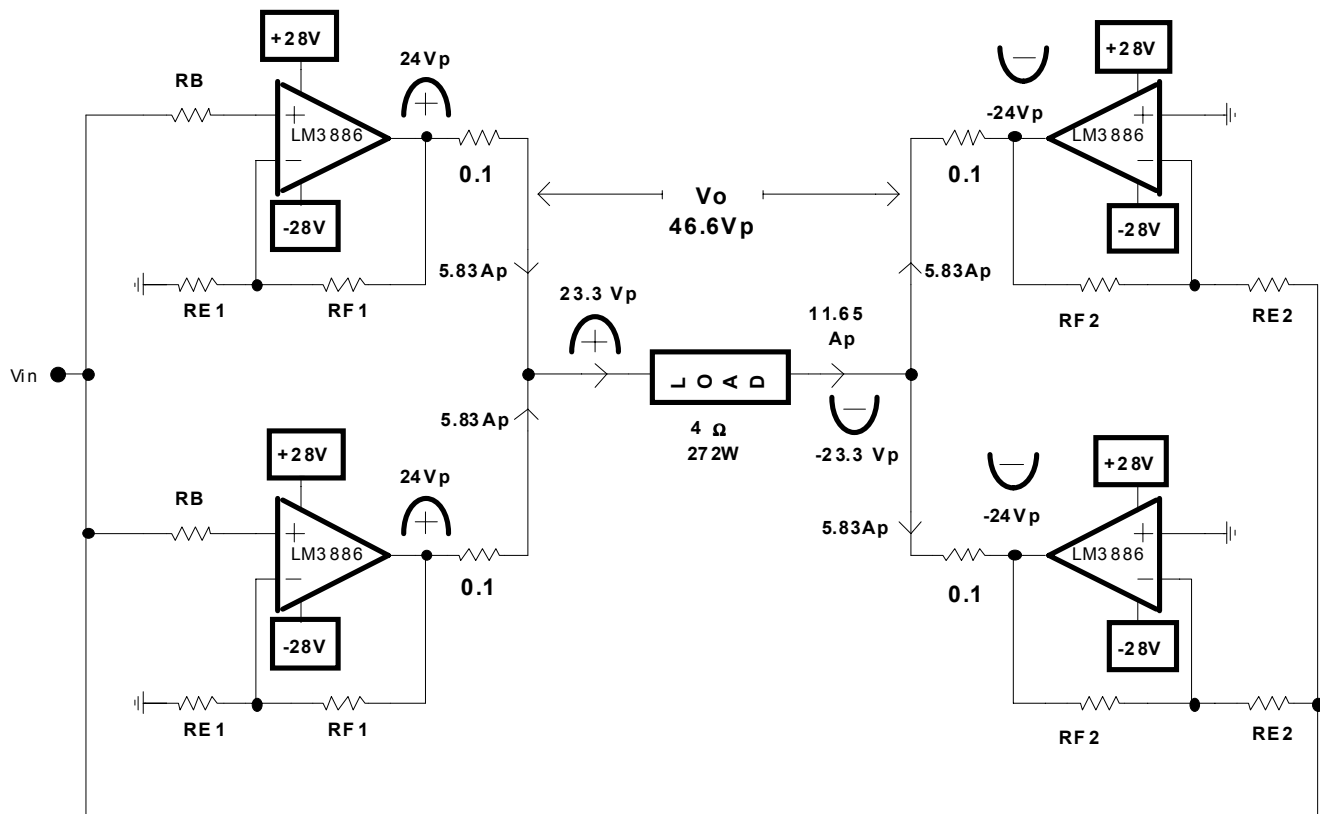 +28V
RB
24Vp
+
LM3886
−
-28V
0.1
RE1
RF1
5.83Ap
−
-24Vp
+28V
+
LM3886
−
-28V
0.1
Vo
46.6Vp
5.83Ap
RF2
RE2
23.3 Vp
+
11.65
Ap
Vin
LOAD
4 Ω
272W
−
-23.3 Vp
5.83Ap
+28V
RB
24Vp
+
+
LM3886
−
-28V
0.1
RE1
RF1
−
-24Vp
5.83Ap
+28V
+
LM3886
−
-28V
0.1
RF2
RE2